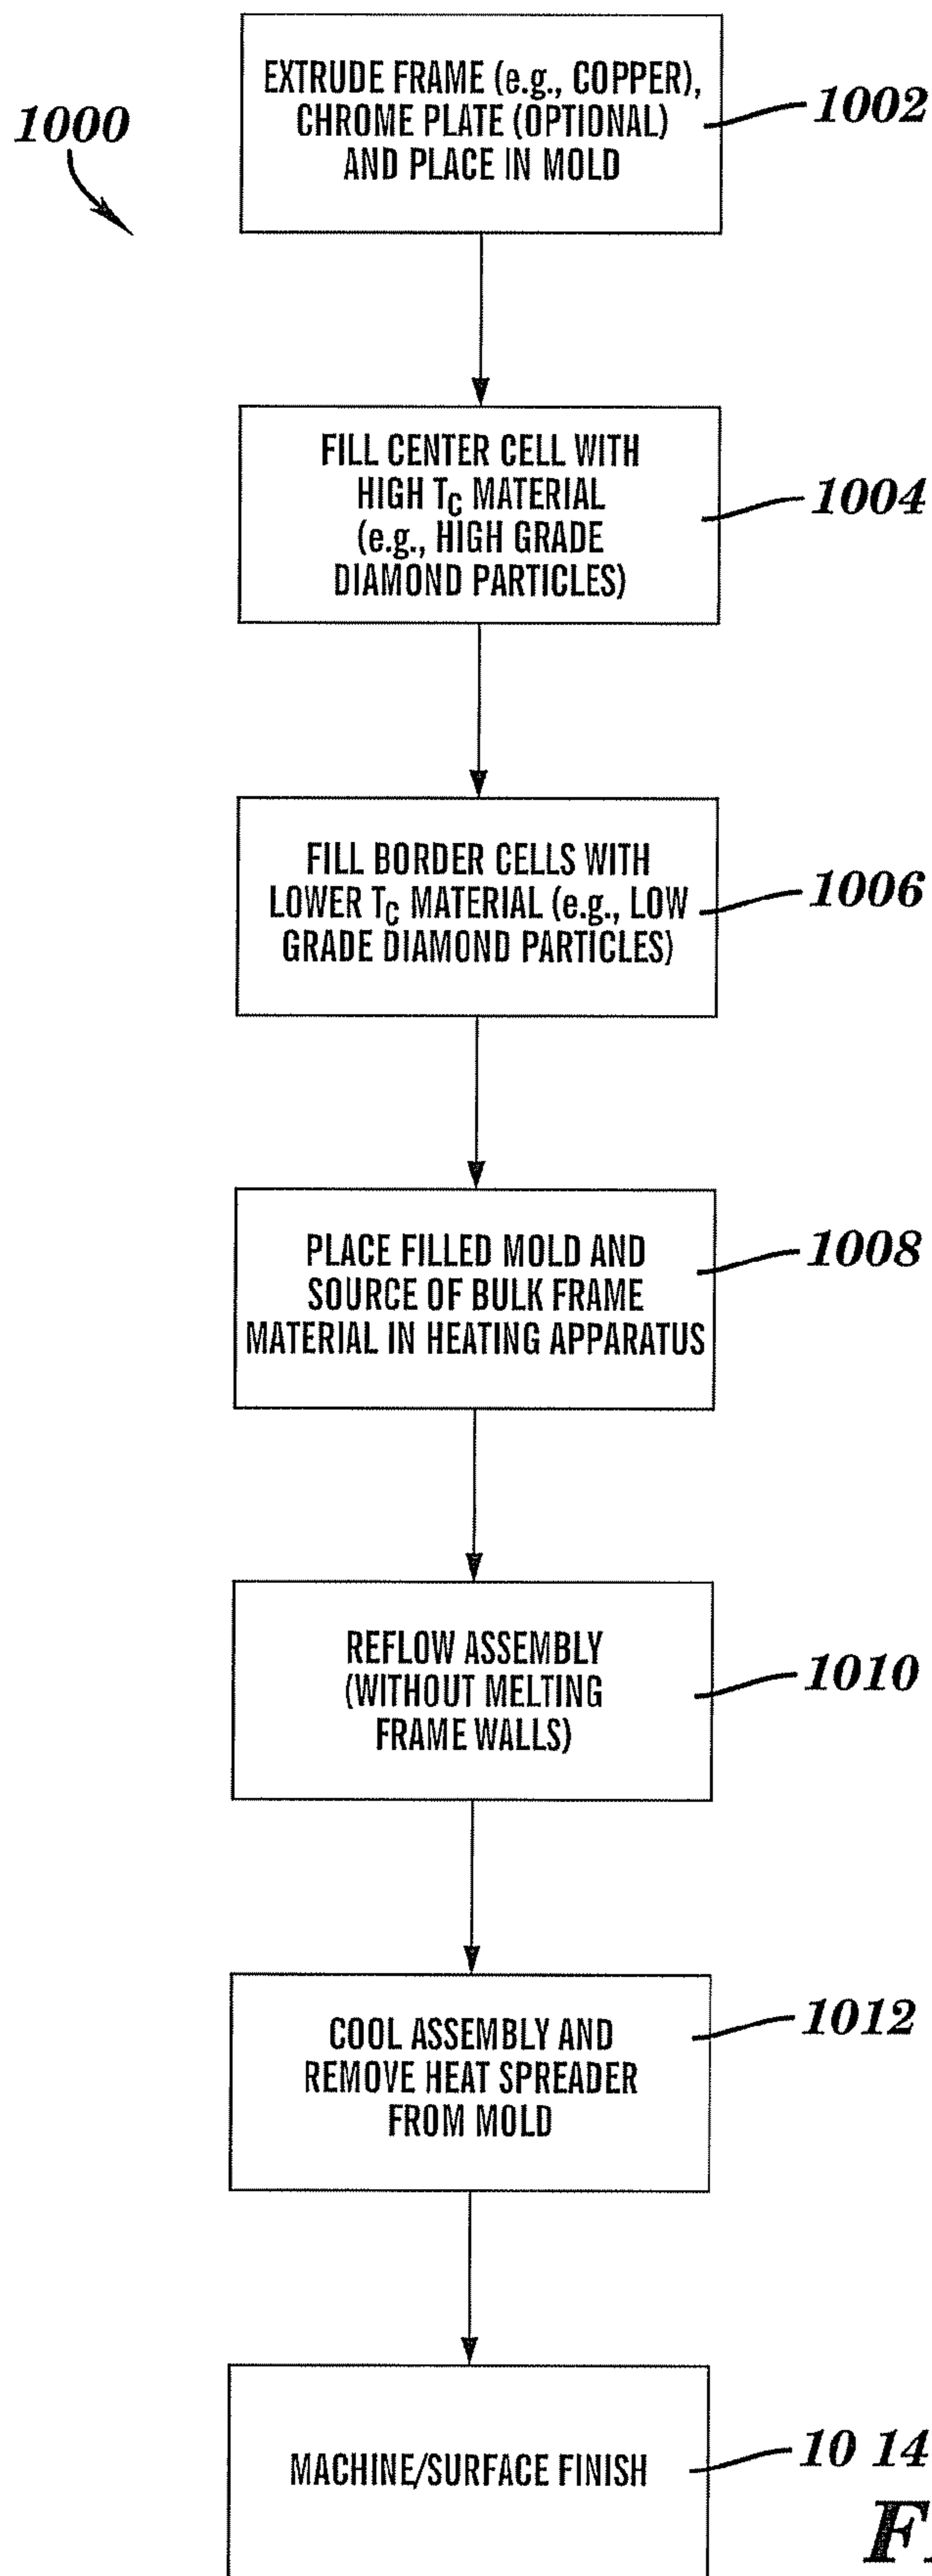 1000
EXTRUDE FRAME (e.g., COPPER),
CHROME PLATE (OPTIONAL)
AND PLACE IN MOLD
1002
FILL CENTER CELL WITH
HIGH TC MATERIAL
(e.g., HIGH GRADE
DIAMOND PARTICLES)
1004
FILL BORDER CELLS WITH
LOWER TC MATERIAL (e.g., LOW
GRADE DIAMOND PARTICLES)
1006
PLACE FILLED MOLD AND
SOURCE OF BULK FRAME
MATERIAL IN HEATING APPARATUS
1008
REFLOW ASSEMBLY
(WITHOUT MELTING
FRAME WALLS)
1010
COOL ASSEMBLY AND
REMOVE HEAT SPREADER
FROM MOLD
1012
MACHINE/SURFACE FINISH
10 14